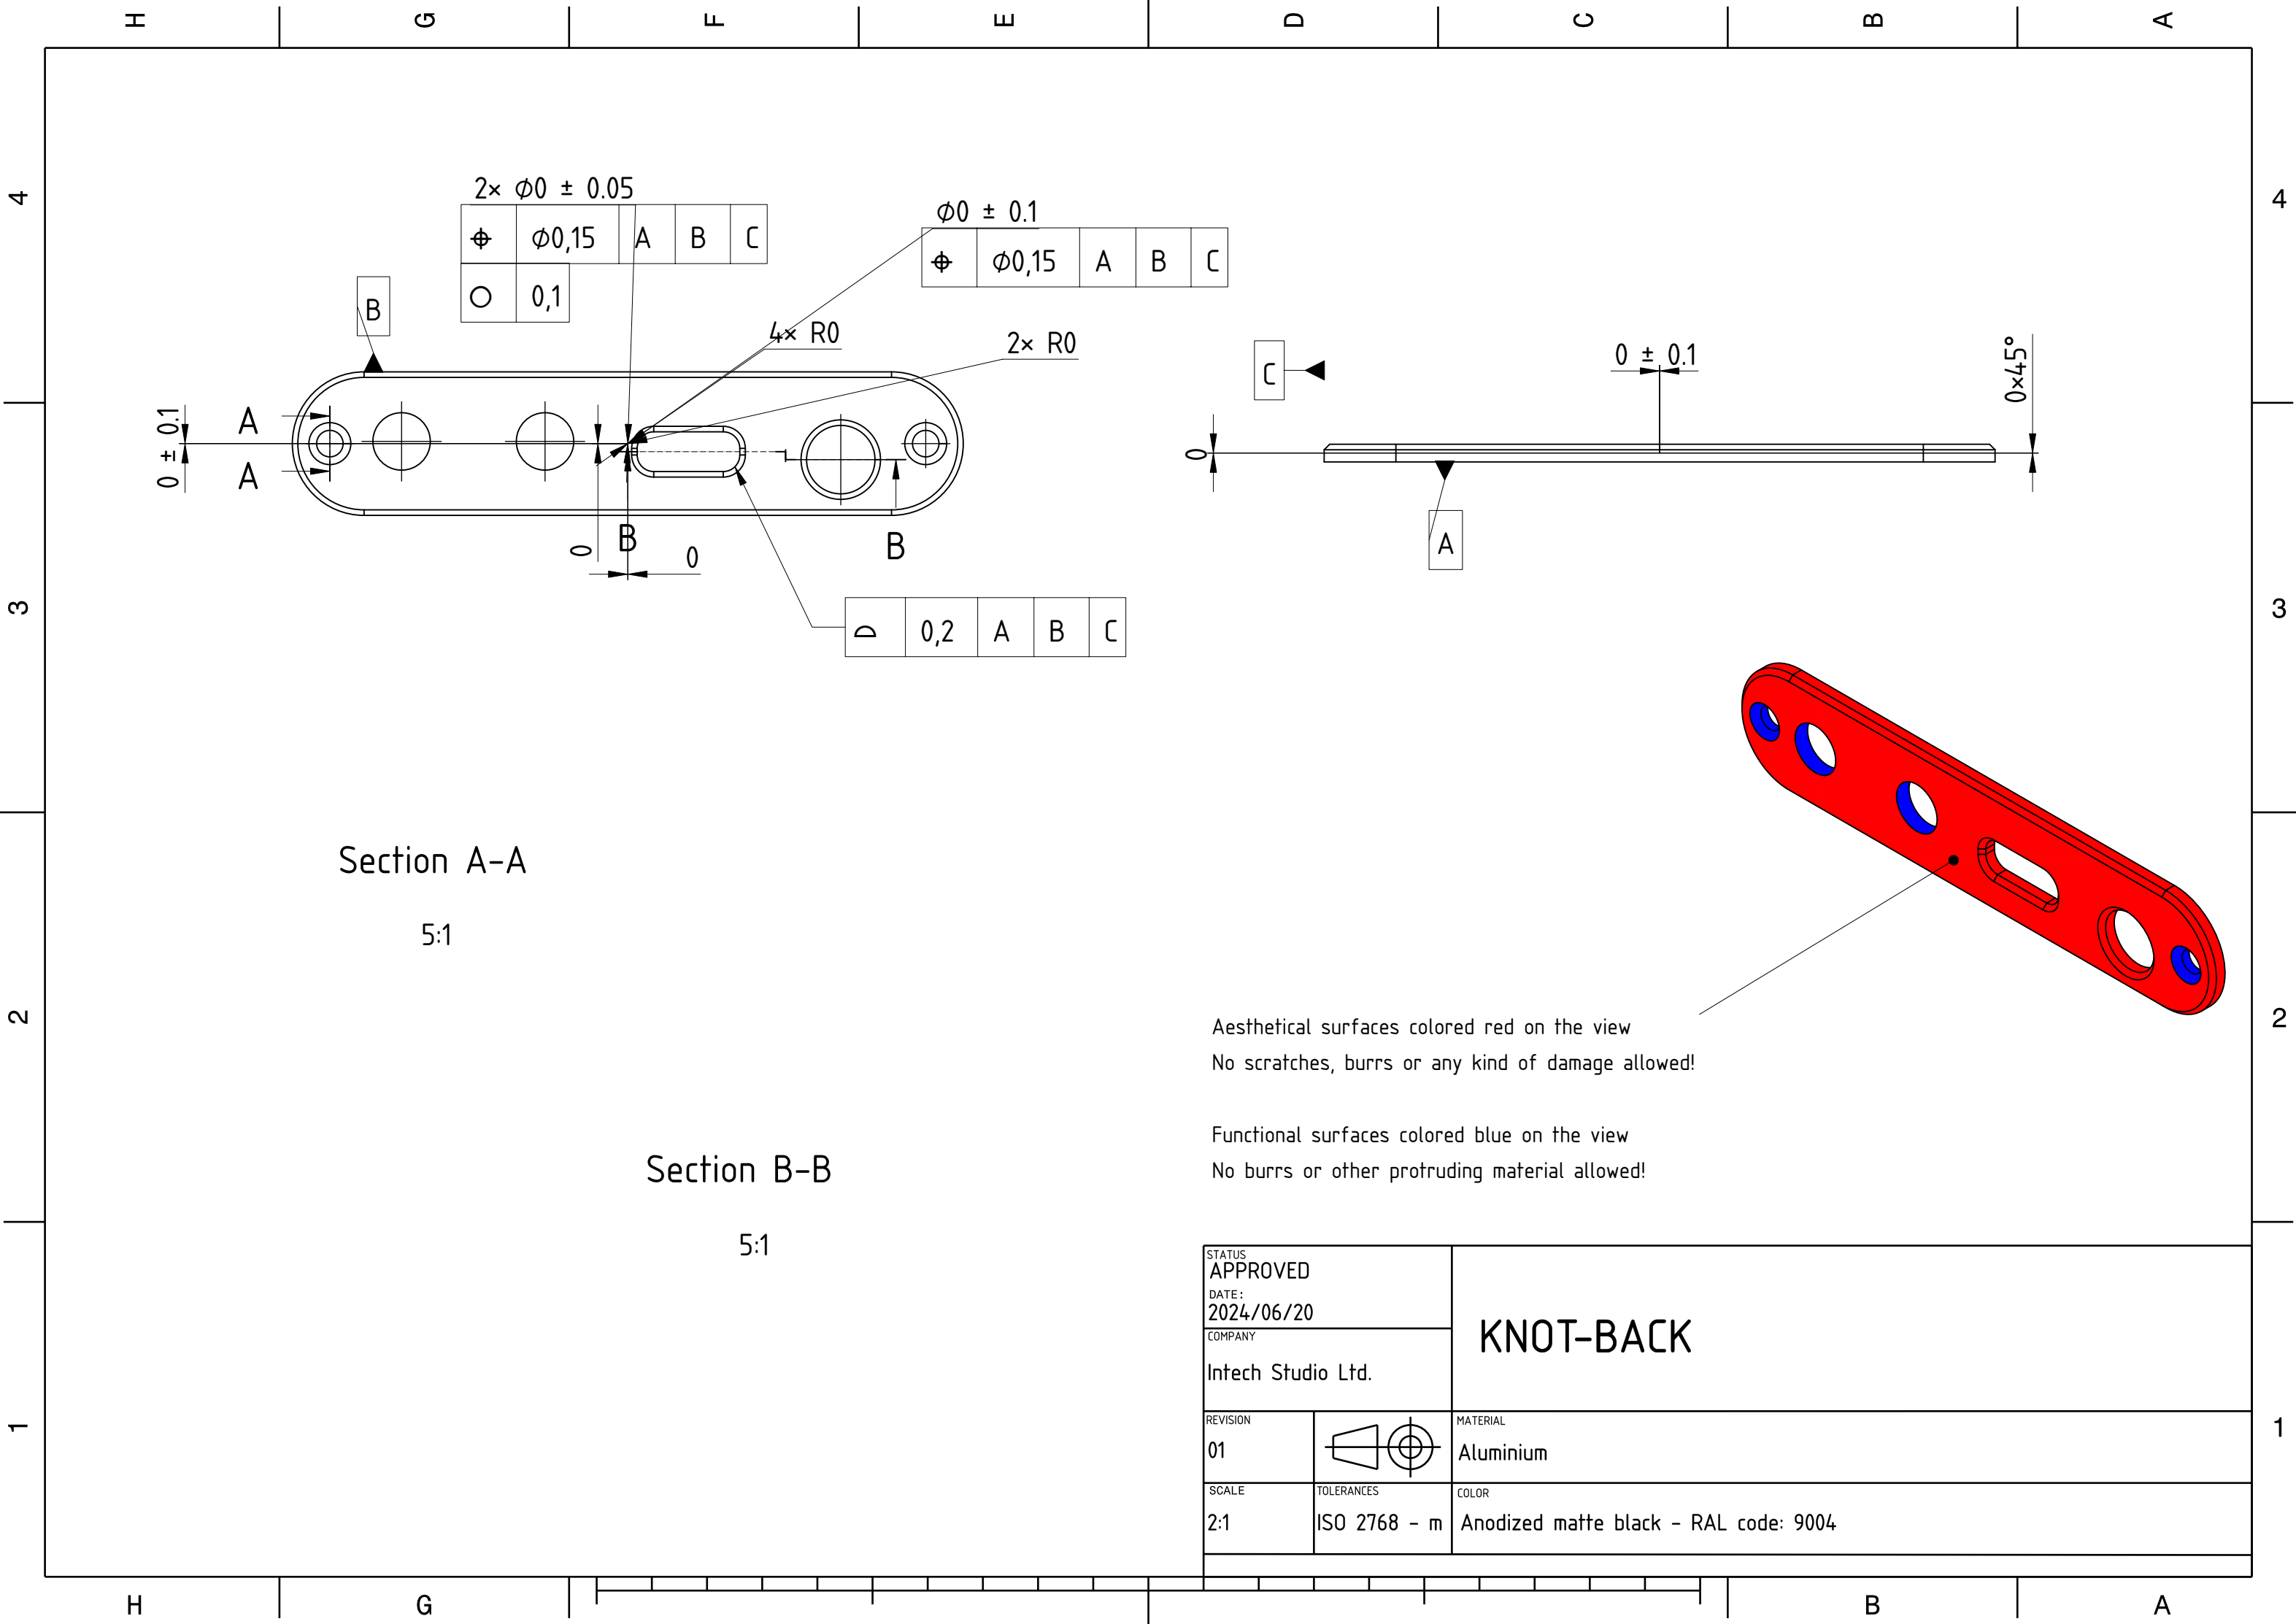 H G F E D C B A
4
4
2× ⌀0 ± 0.05
⌖ ⌀0,15 A B C
○ 0,1
⌀0 ± 0.1
⌖ ⌀0,15 A B C
B
4× R0
2× R0
C
0 ± 0.1
0×45°
0 ± 0.1
A
A
0
0
B
0
B
A
3
3
⌓ 0,2 A B C
Section A-A
5:1
2
2
Aesthetical surfaces colored red on the view
No scratches, burrs or any kind of damage allowed!
Functional surfaces colored blue on the view
No burrs or other protruding material allowed!
Section B-B
5:1
STATUS
APPROVED
DATE:
2024/06/20
KNOT-BACK
COMPANY
Intech Studio Ltd.
1
1
REVISION
01
MATERIAL
Aluminium
SCALE
2:1
TOLERANCES
ISO 2768 - m
COLOR
Anodized matte black - RAL code: 9004
H G B A